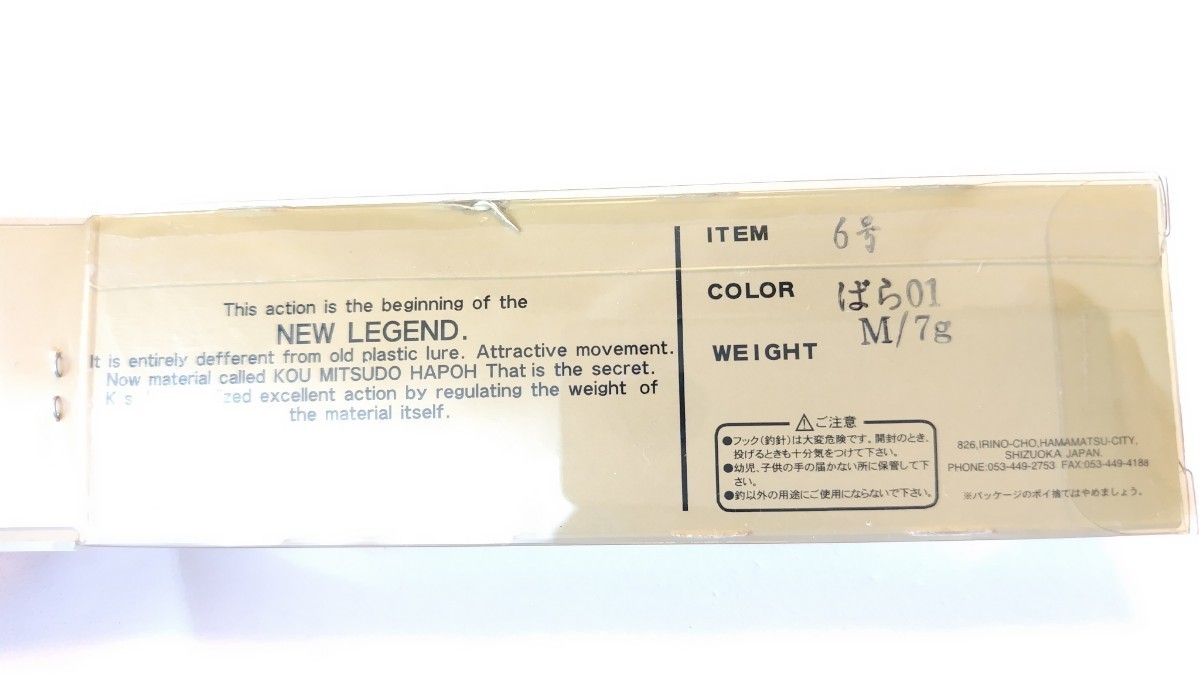 This action is the beginning of the
NEW LEGEND.
It is entirely defferent from old plastic lure. Attractive movement.
Now material called KOU MITSUDO HAPOH That is the secret.
excellent action by regulating the weight of
the material itself.
ITEM 6号
COLOR ばら01
M/7g
WEIGHT
⚠ご注意
●フック(釣針)は大変危険です。開封のとき、
投げるときも十分気をつけて下さい。
●幼児、子供の手の届かない所に保管して下
さい。
●釣以外の用途にご使用にならないで下さい。
826,IRINO-CHO,HAMAMATSU-CITY,
SHIZUOKA JAPAN.
PHONE:053-449-2753 FAX:053-449-4188
※パッケージのポイ捨てはやめましょう。